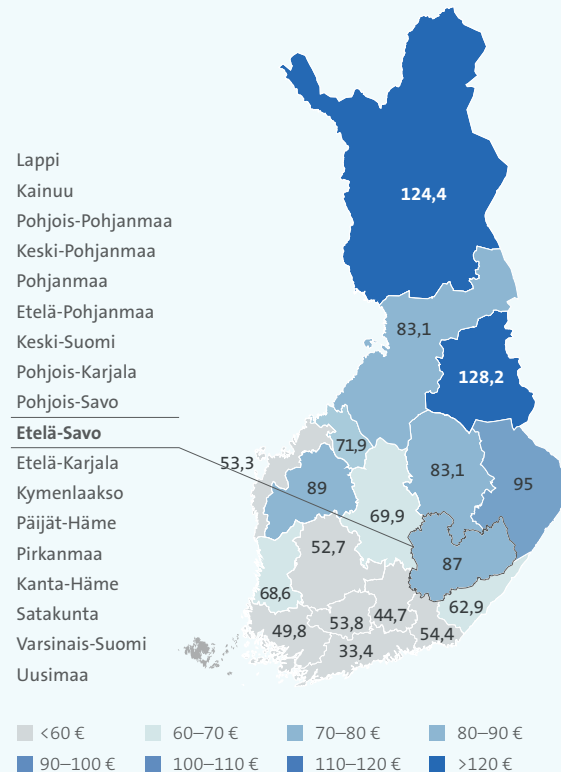 Lappi
Kainuu
Pohjois-Pohjanmaa
Keski-Pohjanmaa
Pohjanmaa
Etelä-Pohjanmaa
Keski-Suomi
Pohjois-Karjala
Pohjois-Savo
Etelä-Savo
Etelä-Karjala
Kymenlaakso
Päijät-Häme
Pirkanmaa
Kanta-Häme
Satakunta
Varsinais-Suomi
Uusimaa
124,4
83,1
128,2
71,9
53,3
83,1
95
89
69,9
52,7
87
68,6
62,9
44,7
53,8
49,8
54,4
33,4
<60 € 60–70 € 70–80 € 80–90 €
90–100 € 100–110 € 110–120 € >120 €